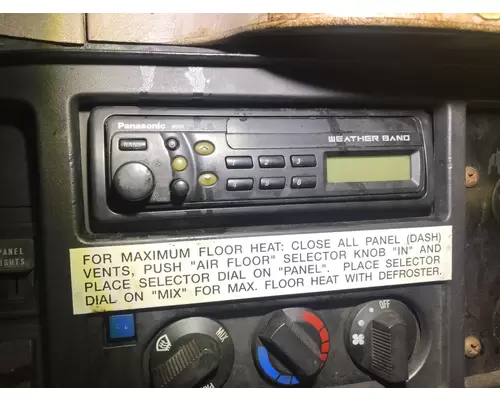 Panasonic
WEATHER BAND
PANEL
LIGHTS
FOR MAXIMUM FLOOR HEAT: CLOSE ALL PANEL (DASH)
VENTS, PUSH "AIR FLOOR" SELECTOR KNOB "IN" AND
PLACE SELECTOR DIAL ON "PANEL". PLACE SELECTOR
DIAL ON "MIX" FOR MAX. FLOOR HEAT WITH DEFROSTER.
MIX
OFF